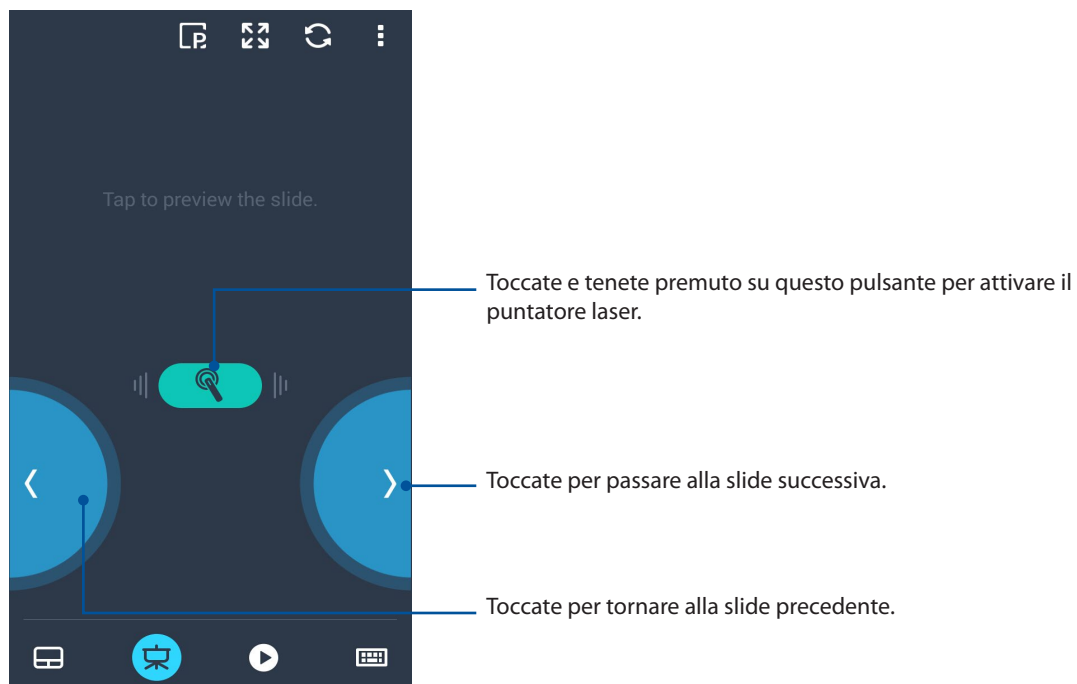 Tap to preview the slide.
Toccate e tenete premuto su questo pulsante per attivare il
puntatore laser.
Toccate per passare alla slide successiva.
Toccate per tornare alla slide precedente.